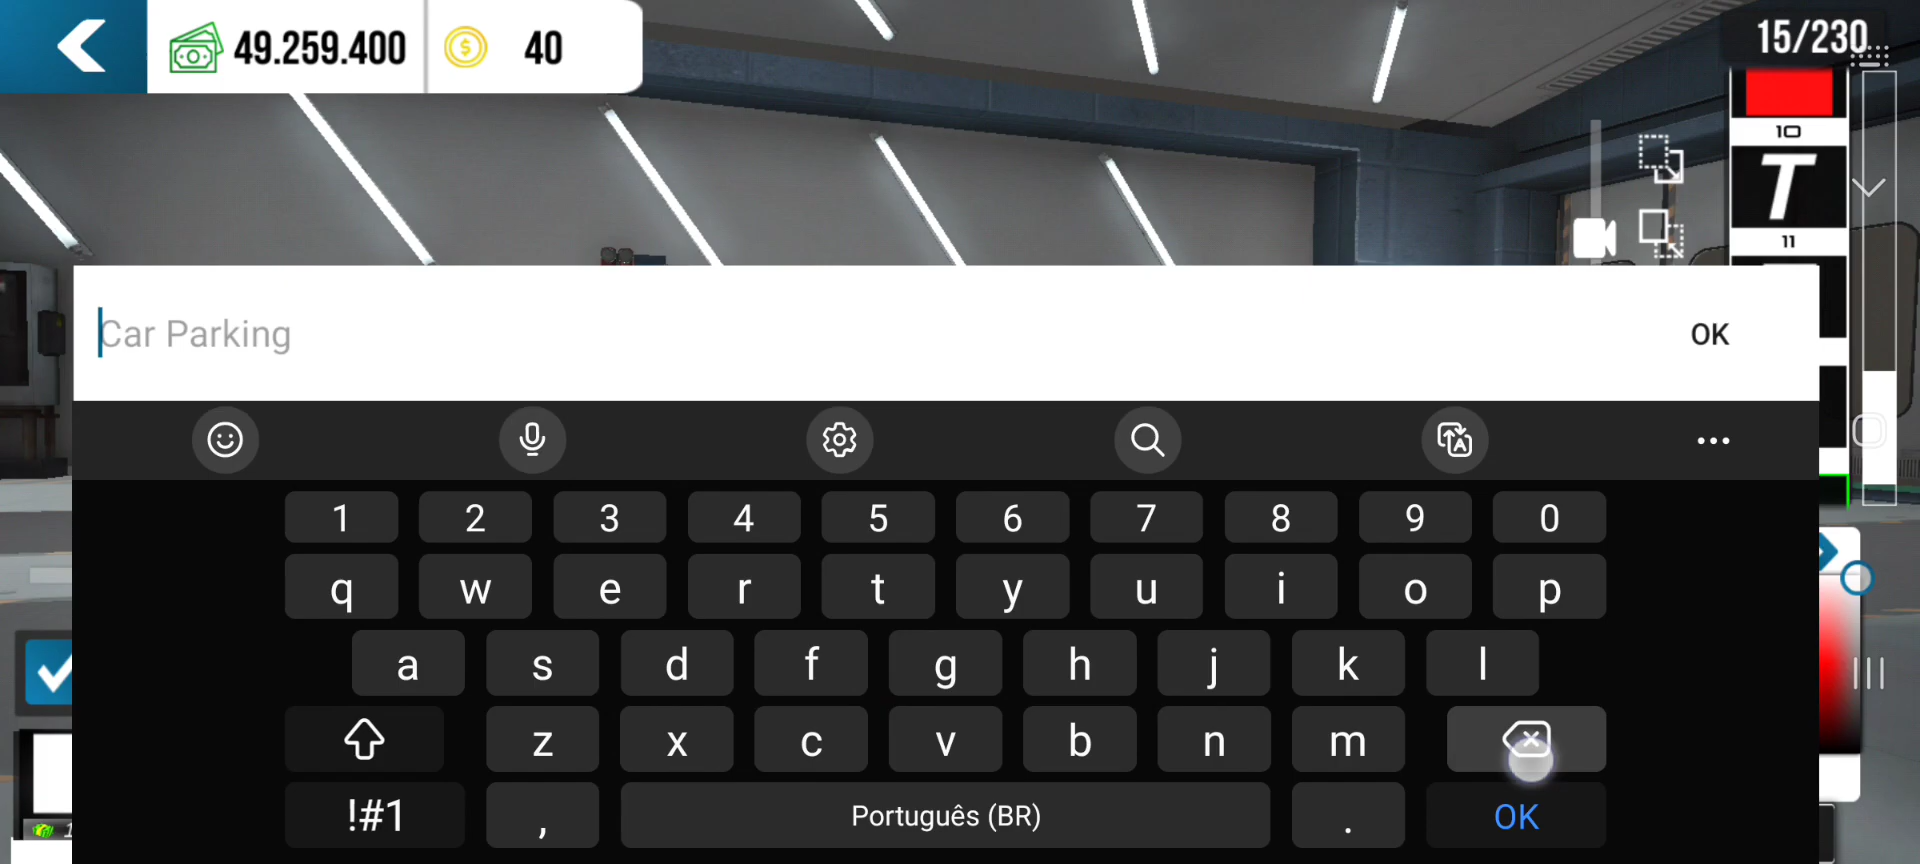 49.259.400
40
15/230
10
T
11
Car Parking
OK
1 2 3 4 5 6 7 8 9 0
q w e r t y u i o p
a s d f g h j k l
z x c v b n m
!#1 , Português (BR) . OK